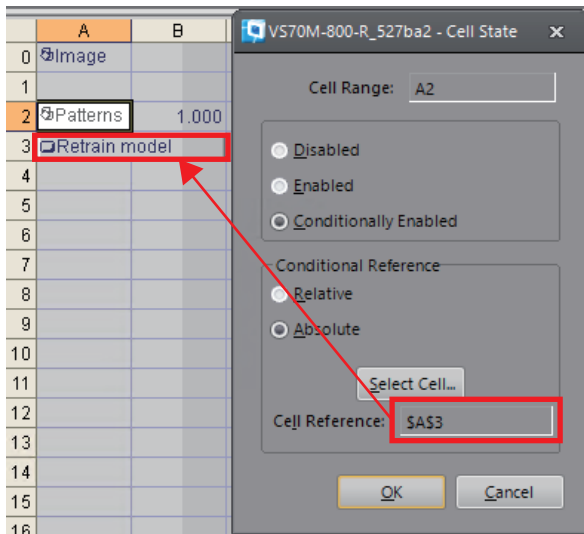 A B
0 Image
1
2 Patterns 1.000
3 Retrain model
4
5
6
7
8
9
10
11
12
13
14
15
16
VS70M-800-R_527ba2 - Cell State x
Cell Range: A2
Disabled
Enabled
Conditionally Enabled
Conditional Reference
Relative
Absolute
Select Cell...
Cell Reference: $A$3
OK Cancel